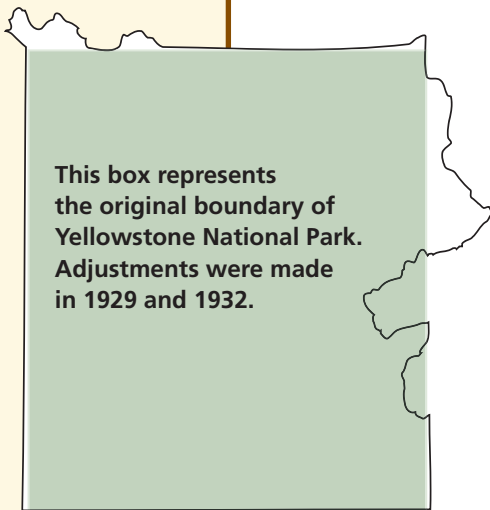 This box represents
the original boundary of
Yellowstone National Park.
Adjustments were made
in 1929 and 1932.